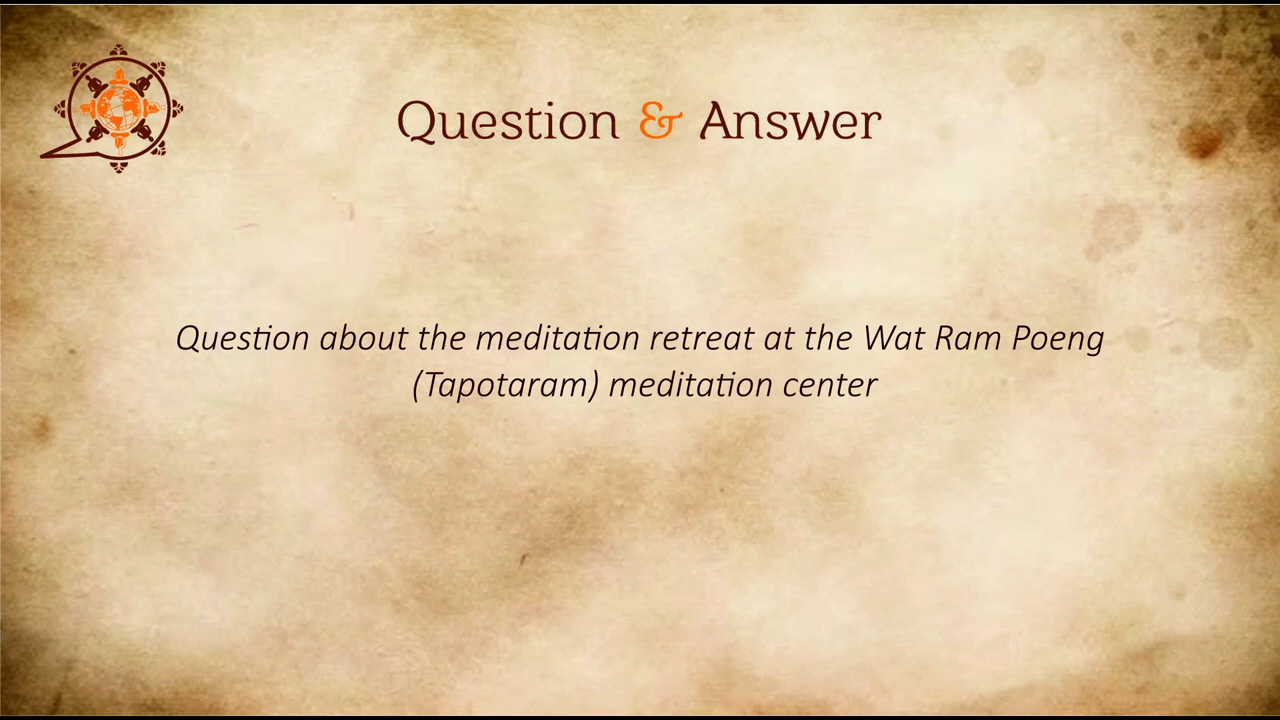 Question & Answer
Question about the meditation retreat at the Wat Ram Poeng
(Tapotaram) meditation center